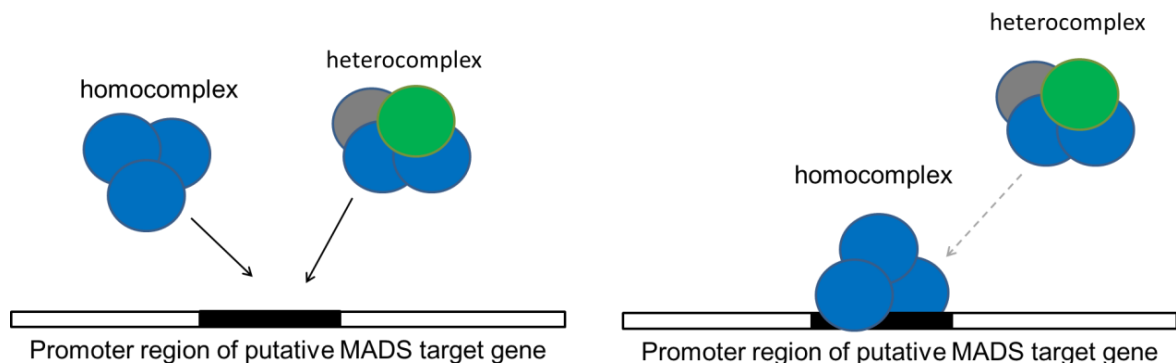 homocomplex
heterocomplex
Promoter region of putative MADS target gene
heterocomplex
homocomplex
Promoter region of putative MADS target gene